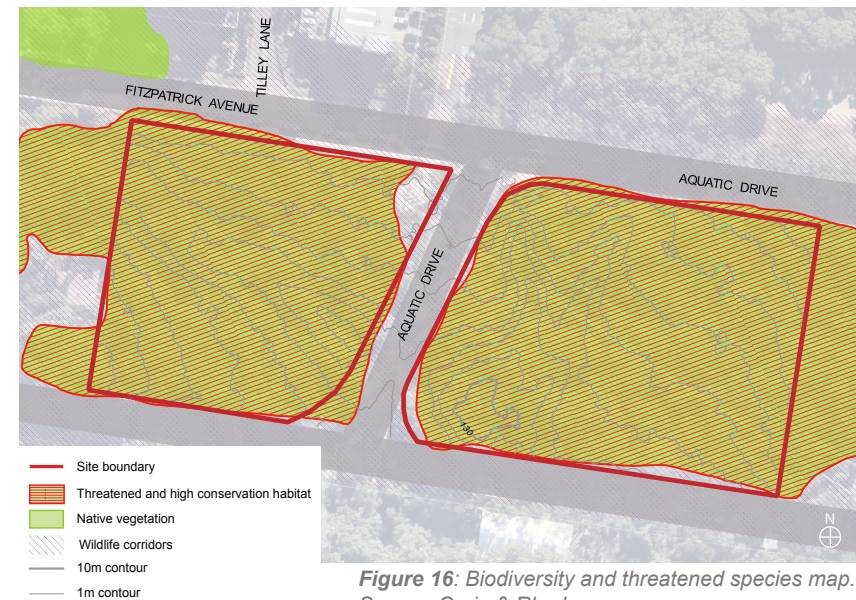 TILLEY LANE
FITZPATRICK AVENUE
AQUATIC DRIVE
AQUATIC DRIVE
130
Site boundary
Threatened and high conservation habitat
Native vegetation
Wildlife corridors
10m contour
1m contour
N
Figure 16: Biodiversity and threatened species map.